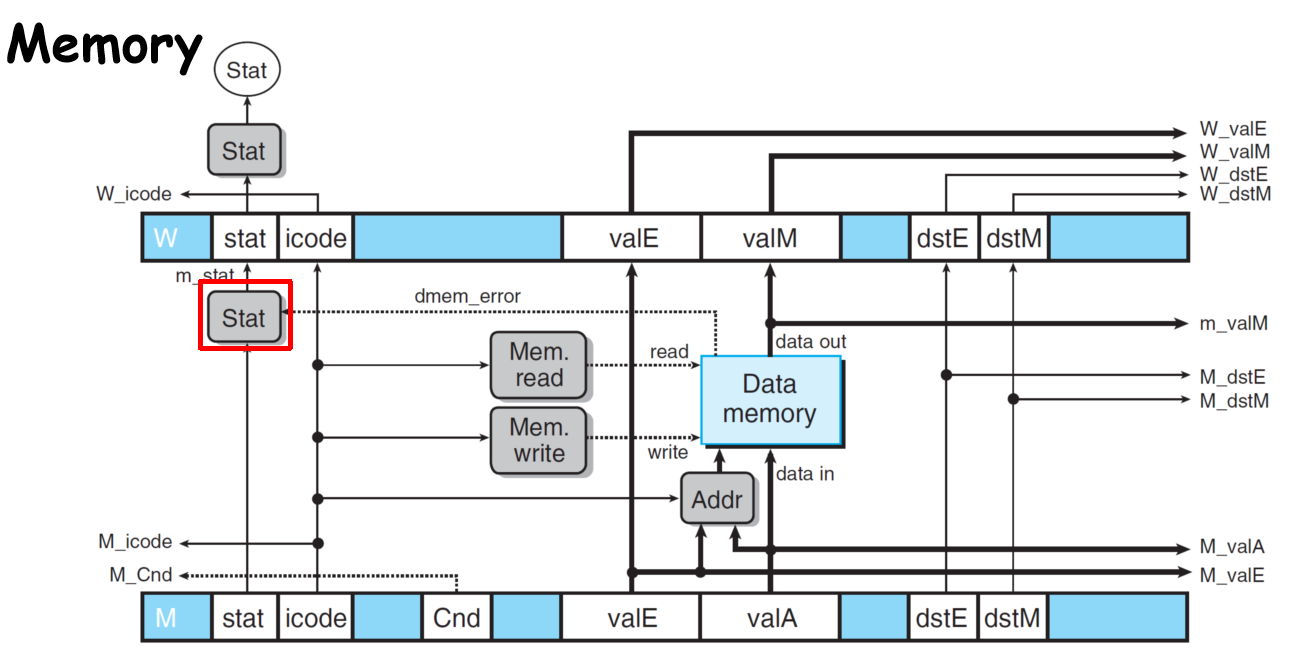 Memory
Stat
Stat
W_valE
W_valM
W_dstE
W_dstM
W_icode
W stat icode valE valM dstE dstM
m_stat
Stat
dmem_error
m_valM
data out
Mem.
read
read
Data
memory
M_dstE
M_dstM
Mem.
write
write
data in
Addr
M_icode
M_valA
M_Cnd
M_valE
M stat icode Cnd valE valA dstE dstM